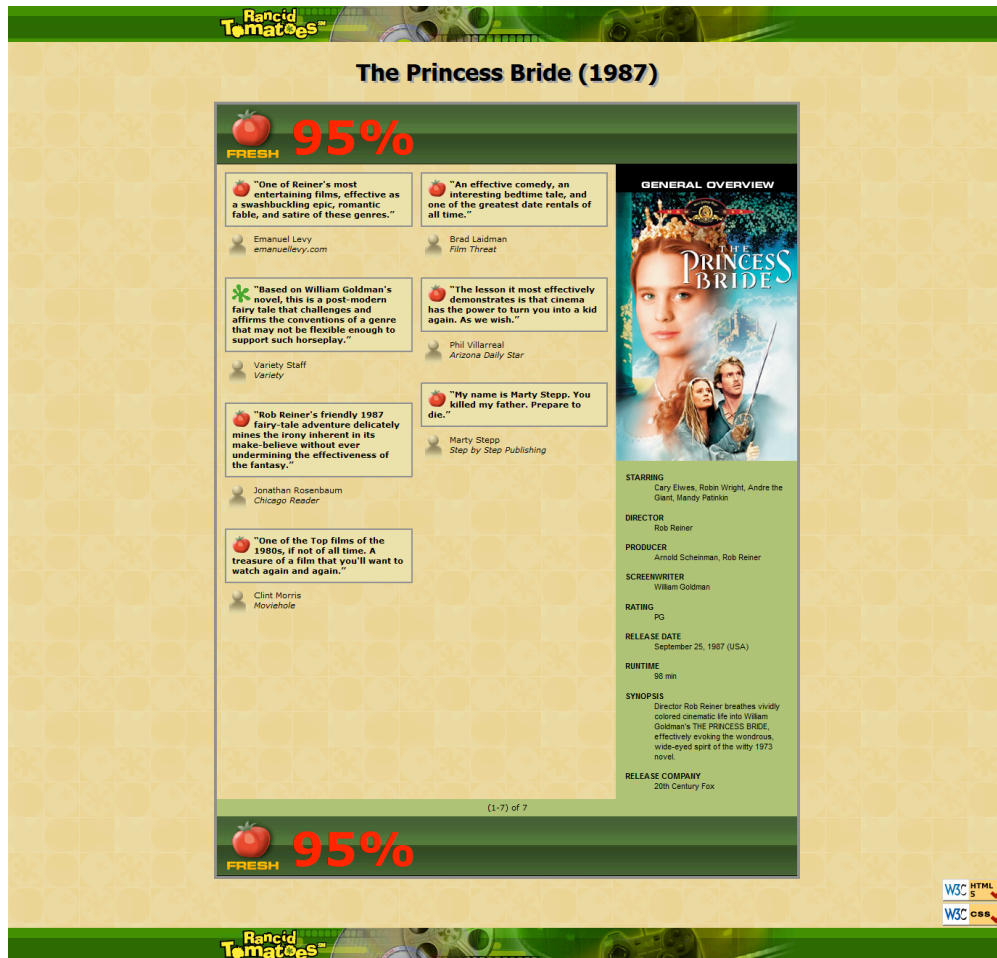 Rancid
Tomatoes℠
The Princess Bride (1987)
FRESH 95%
"One of Reiner's most
entertaining films, effective as
a swashbuckling epic, romantic
fable, and satire of these genres."
Emanuel Levy
emanuellevy.com
"Based on William Goldman's
novel, this is a post-modern
fairy tale that challenges and
affirms the conventions of a genre
that may not be flexible enough to
support such horseplay."
Variety Staff
Variety
"Rob Reiner's friendly 1987
fairy-tale adventure delicately
mines the irony inherent in its
make-believe without ever
undermining the effectiveness of
the fantasy."
Jonathan Rosenbaum
Chicago Reader
"One of the Top films of the
1980s, if not of all time. A
treasure of a film that you'll want to
watch again and again."
Clint Morris
Moviehole
"An effective comedy, an
interesting bedtime tale, and
one of the greatest date rentals of
all time."
Brad Laidman
Film Threat
"The lesson it most effectively
demonstrates is that cinema
has the power to turn you into a kid
again. As we wish."
Phil Villarreal
Arizona Daily Star
"My name is Marty Stepp. You
killed my father. Prepare to
die."
Marty Stepp
Step by Step Publishing
GENERAL OVERVIEW
THE
PRINCESS
BRIDE
STARRING
Cary Elwes, Robin Wright, Andre the
Giant, Mandy Patinkin
DIRECTOR
Rob Reiner
PRODUCER
Arnold Scheinman, Rob Reiner
SCREENWRITER
William Goldman
RATING
PG
RELEASE DATE
September 25, 1987 (USA)
RUNTIME
98 min
SYNOPSIS
Director Rob Reiner breathes vividly
colored cinematic life into William
Goldman's THE PRINCESS BRIDE,
effectively evoking the wondrous,
wide-eyed spirit of the witty 1973
novel.
RELEASE COMPANY
20th Century Fox
(1-7) of 7
FRESH 95%
W3C HTML
5
W3C css
Rancid
Tomatoes℠